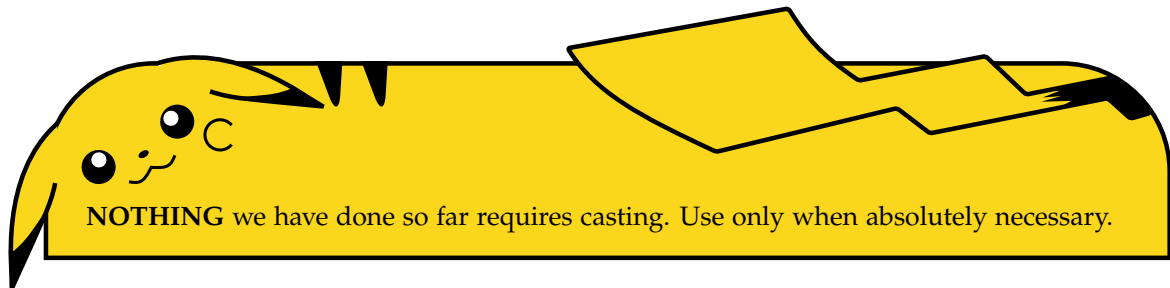 NOTHING we have done so far requires casting. Use only when absolutely necessary.